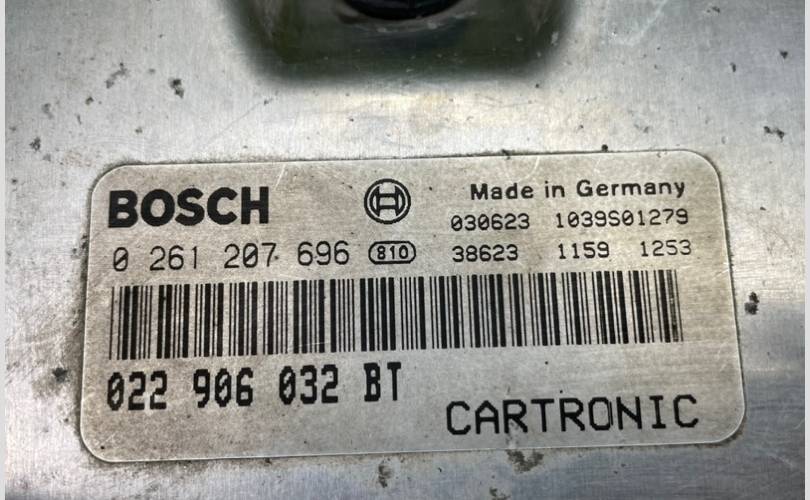 BOSCH Made in Germany
030623 1039S01279
0 261 207 696 810 38623 1159 1253
022 906 032 BT
CARTRONIC